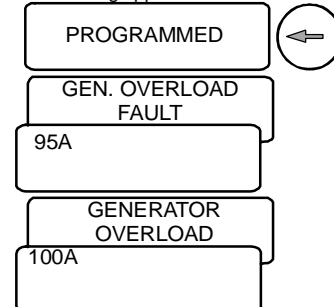 PROGRAMMED
GEN. OVERLOAD
FAULT
95A
GENERATOR
OVERLOAD
100A